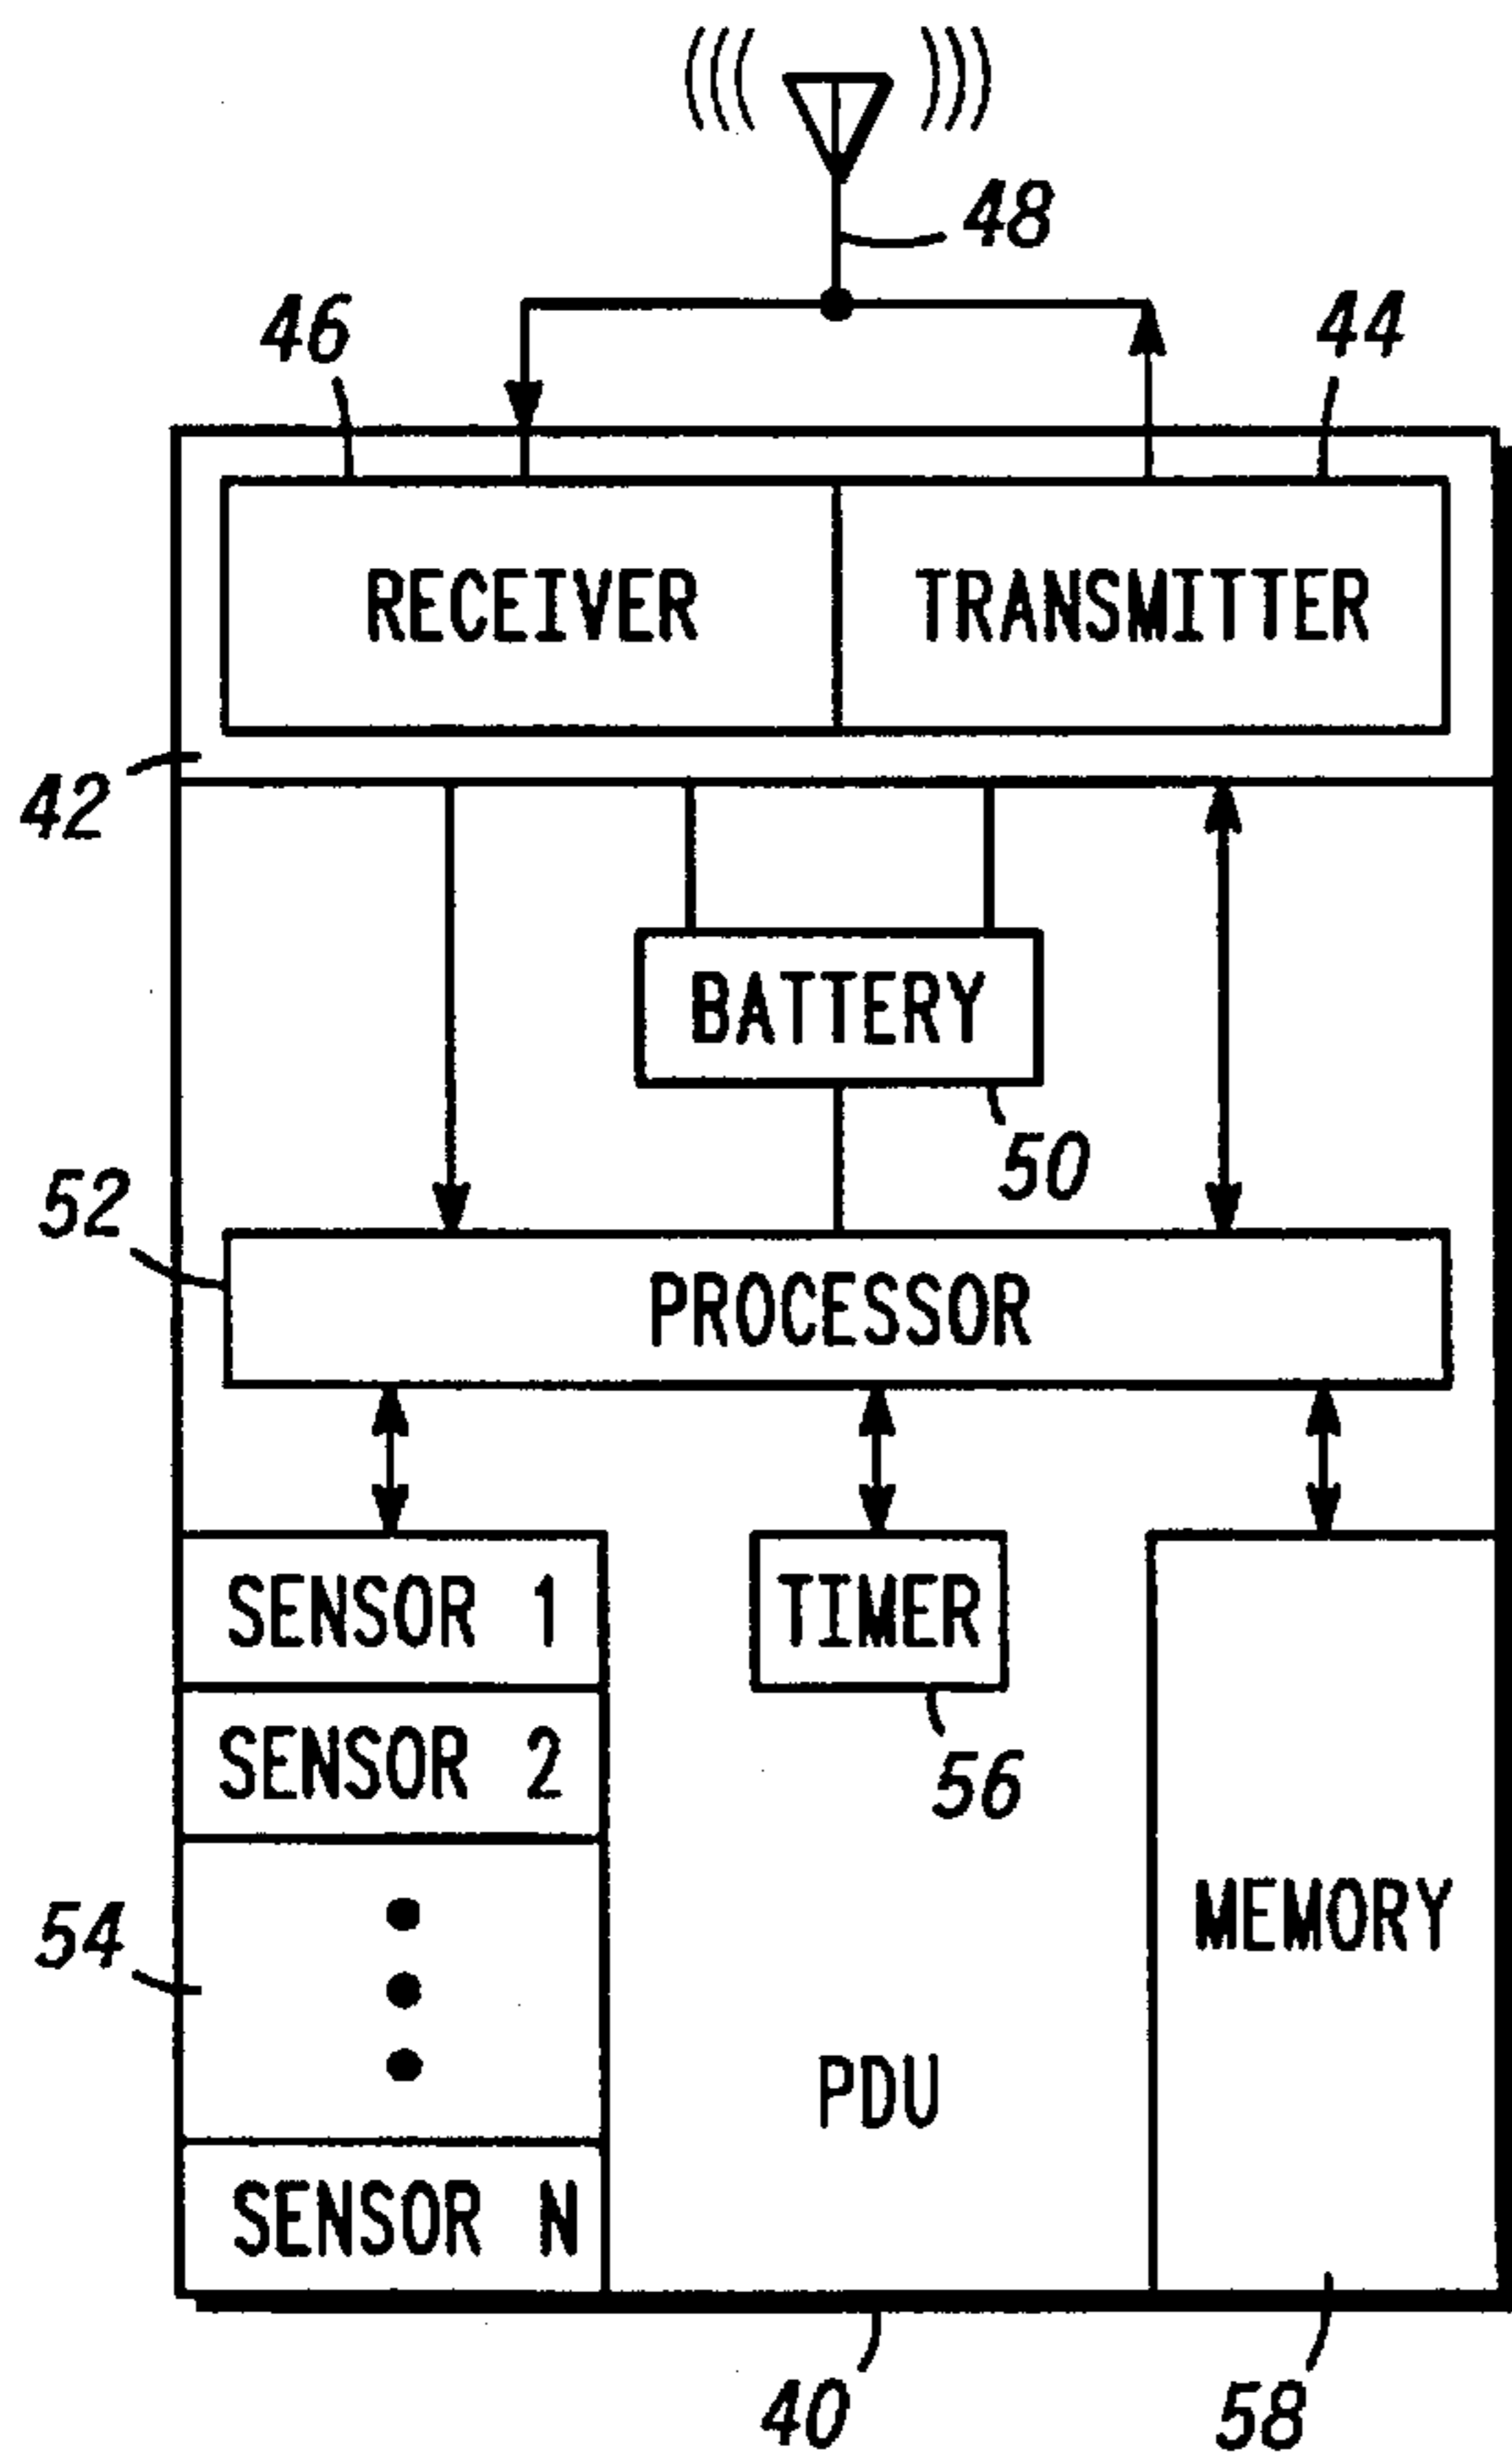 48
46
44
RECEIVER TRANSMITTER
42
BATTERY
50
52
PROCESSOR
SENSOR 1
TIMER
SENSOR 2
56
54
MEMORY
PDU
SENSOR N
40
58